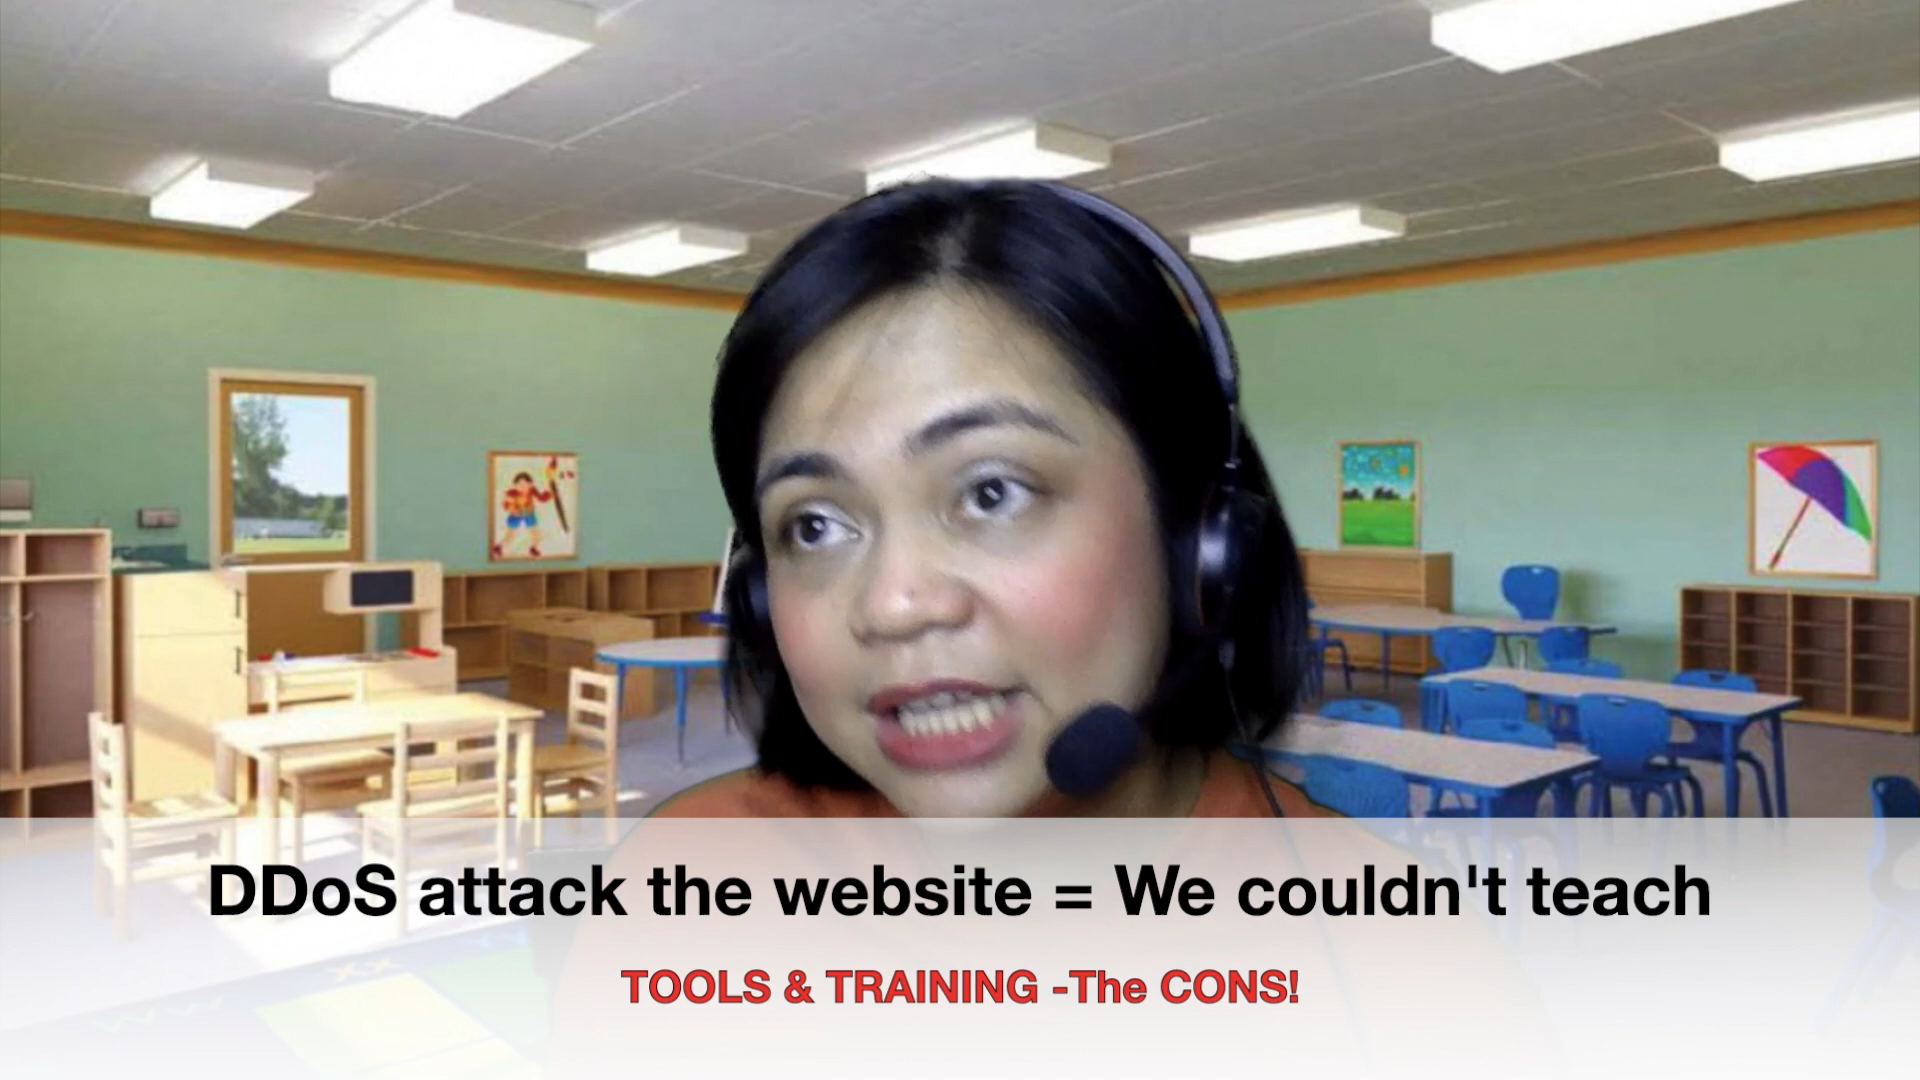 DDoS attack the website = We couldn't teach
TOOLS & TRAINING -The CONS!